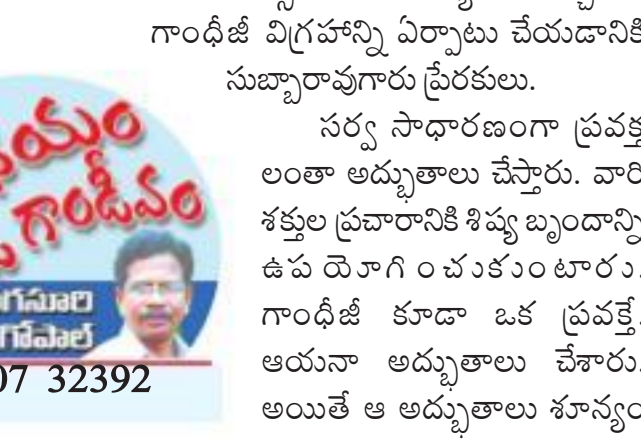 గాంధీజీ విగ్రహాన్ని ఏర్పాటు చేయడానికి
సుబ్బారావుగారు ప్రేరకులు.
సర్వ సాధారణంగా ప్రవక్త
లంతా అద్భుతాలు చేస్తారు. వారి
శక్తుల ప్రచారానికి శిష్య బృందాన్ని
ఉపయోగించుకుంటారు.
గాంధీజీ కూడా ఒక ప్రవక్తే.
ఆయనా అద్భుతాలు చేశారు.
అయితే ఆ అద్భుతాలు శూన్యం
గాండీవం
గసూరి
గోపాల్
07 32392